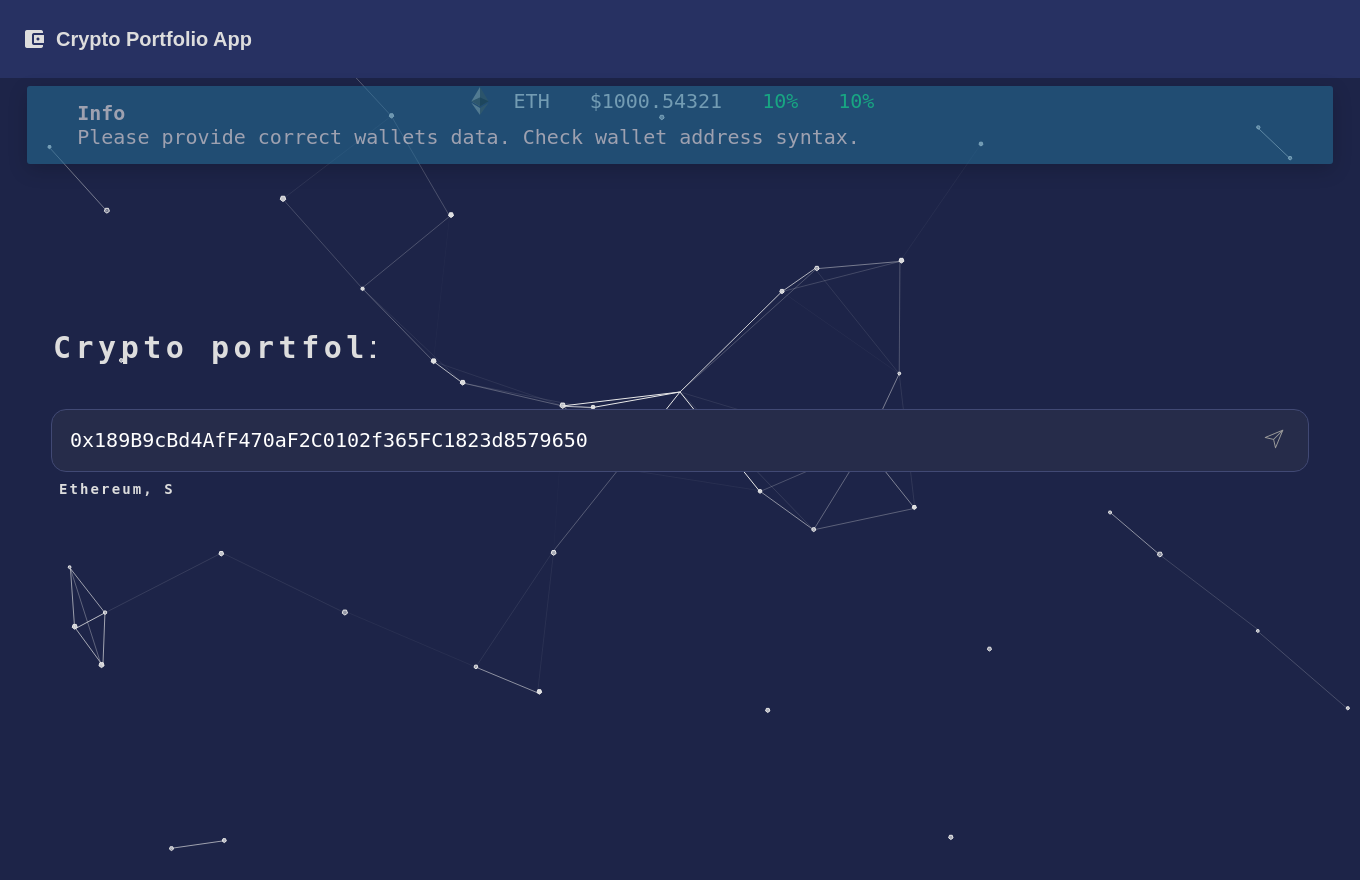 Crypto Portfolio App
ETH $1000.54321 10% 10%
Info
Please provide correct wallets data. Check wallet address syntax.
Crypto portfol:
0x189B9cBd4AfF470aF2C0102f365FC1823d8579650
Ethereum, S